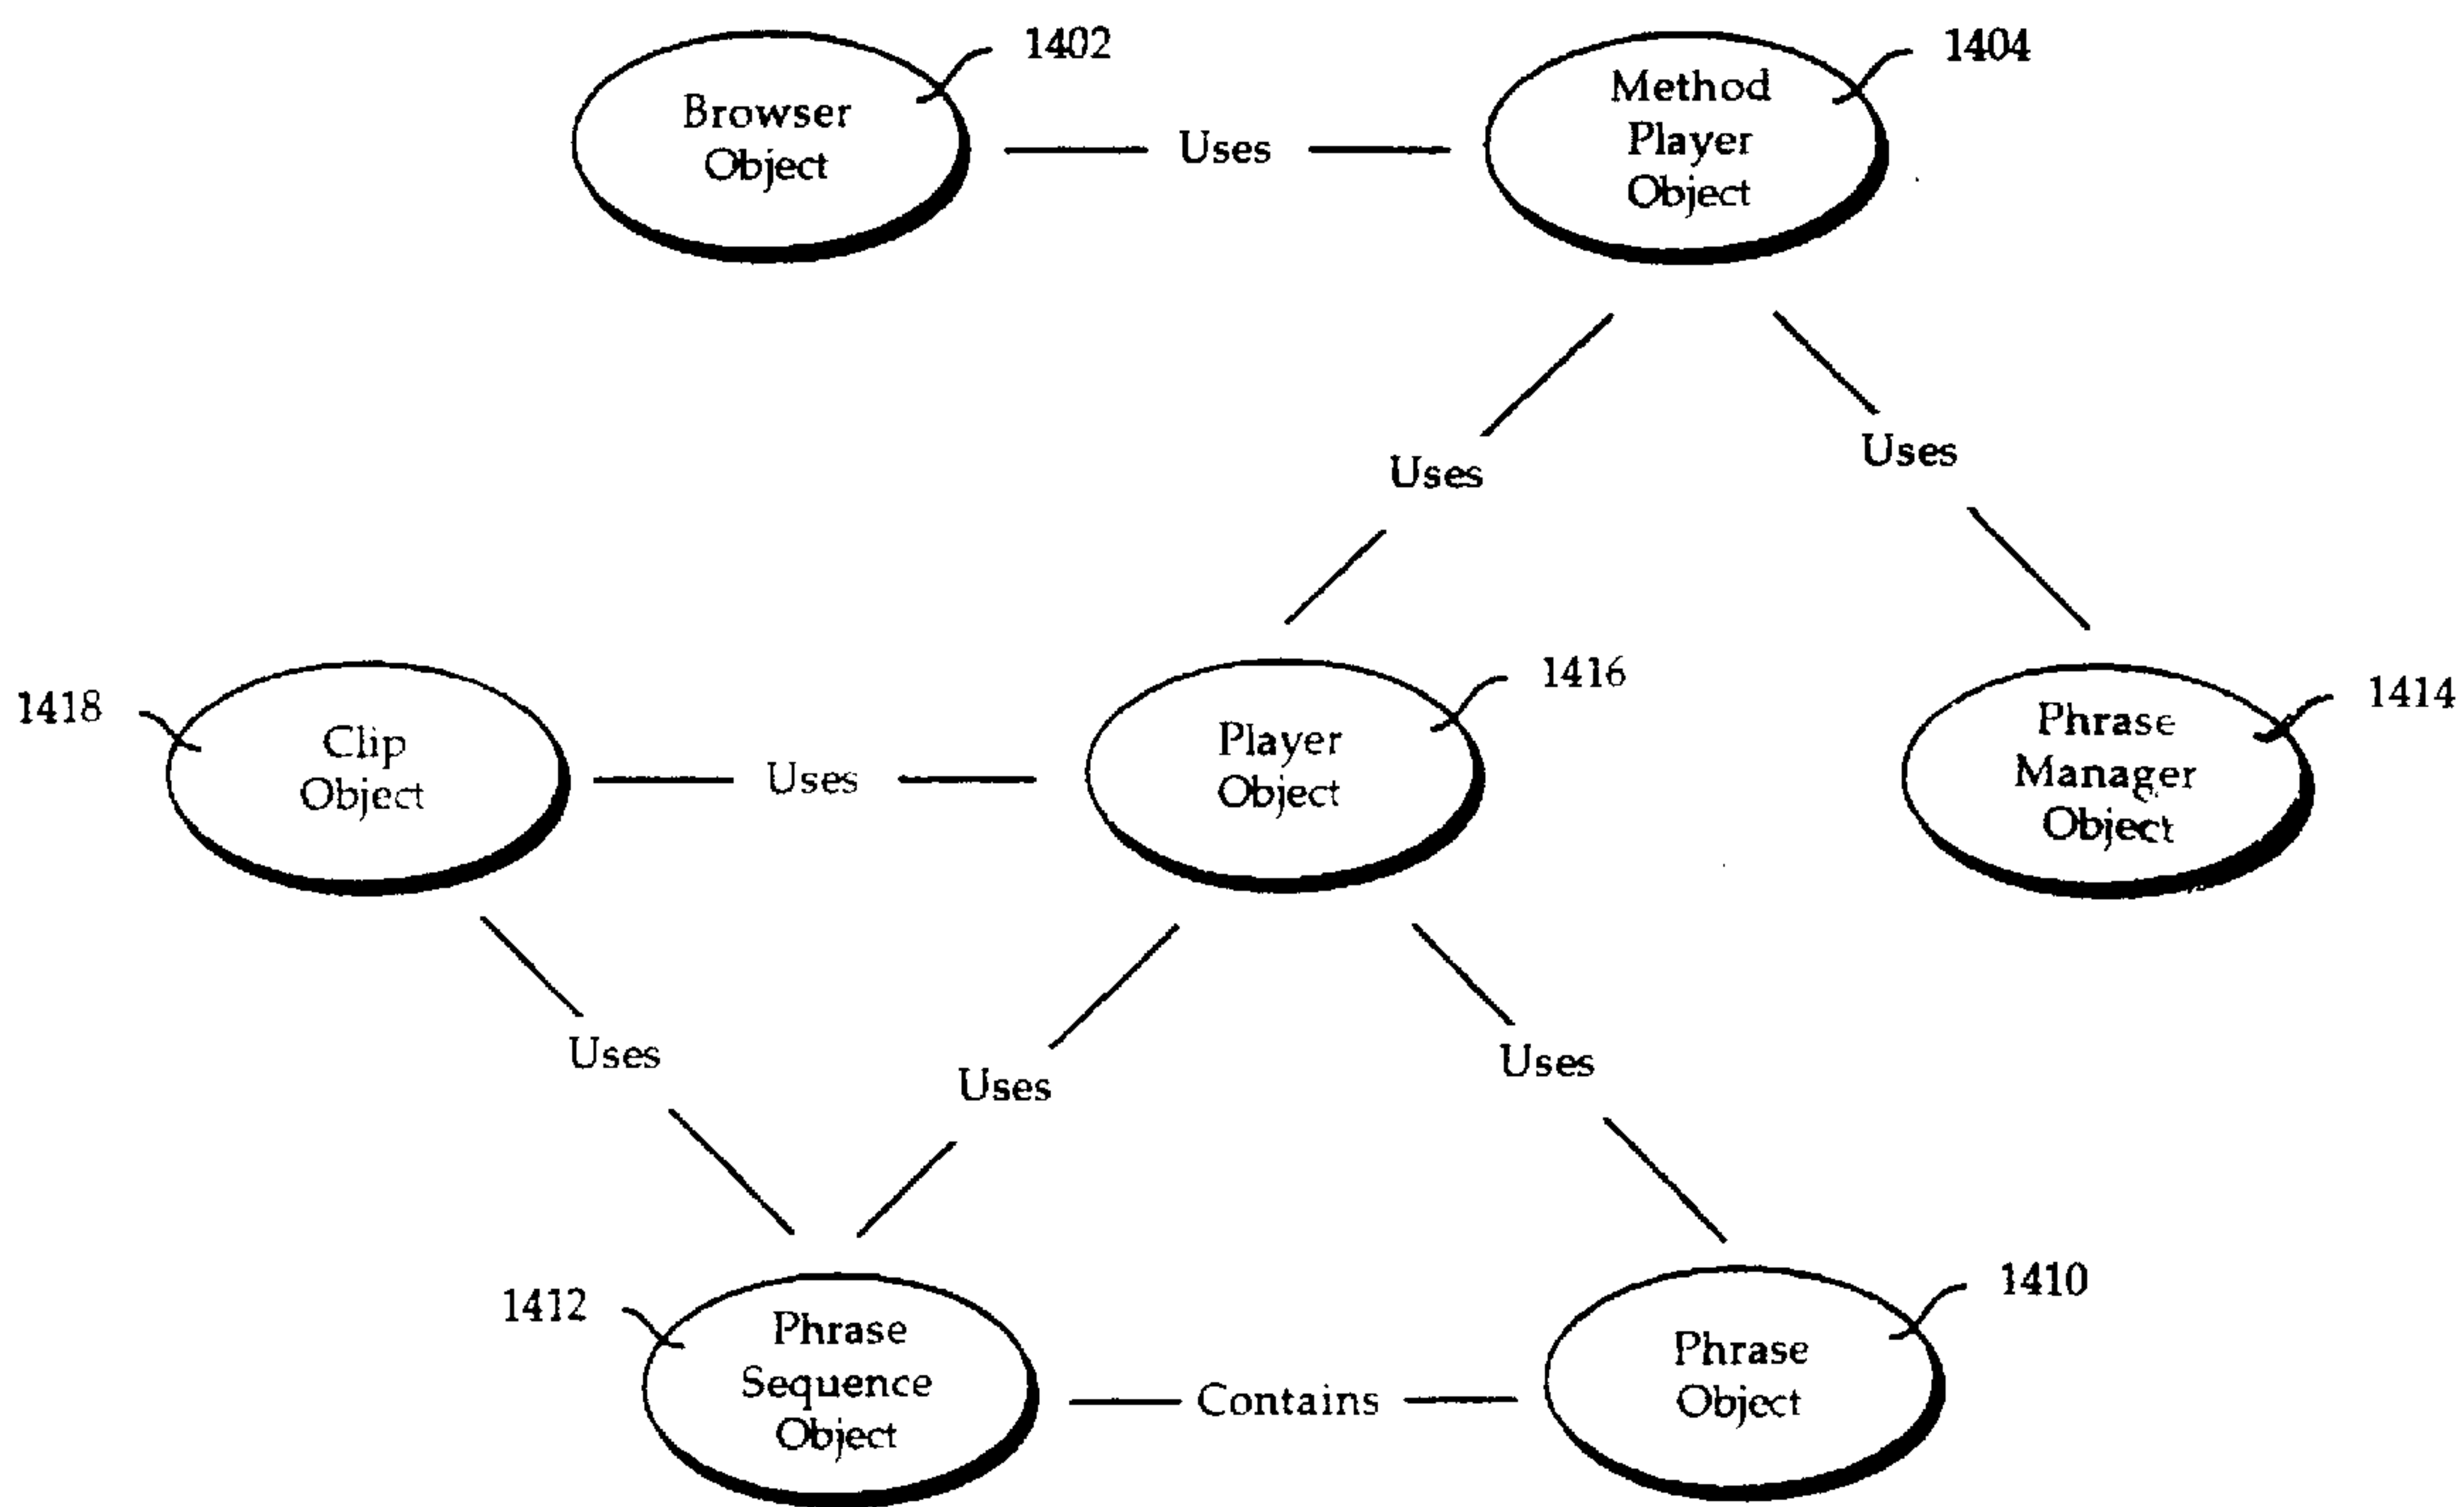 1402
1404
Browser
Object
Uses
Method
Player
Object
Uses
Uses
1418
1416
1414
Clip
Object
Uses
Player
Object
Phrase
Manager
Object
Uses
Uses
Uses
1412
1410
Phrase
Sequence
Object
Contains
Phrase
Object